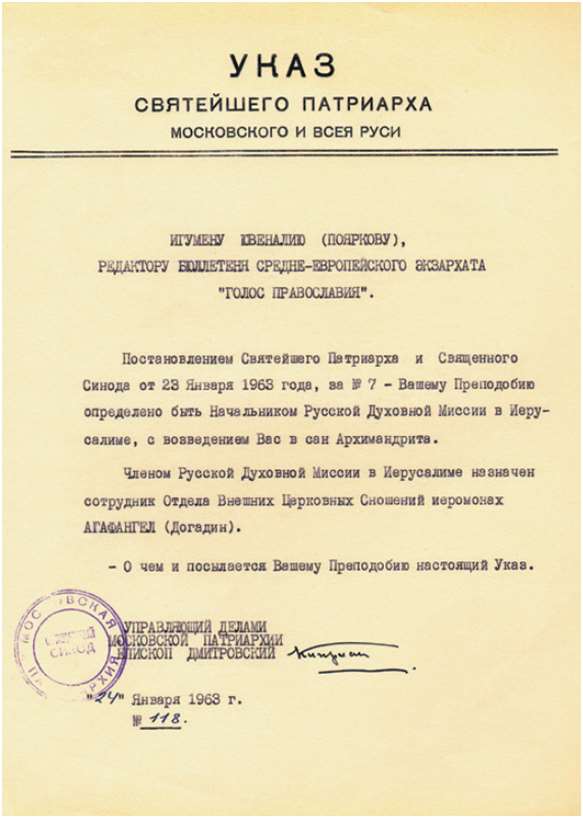 УКАЗ
СВЯТЕЙШЕГО ПАТРИАРХА
МОСКОВСКОГО И ВСЕЯ РУСИ
ИГУМЕНУ ЮВЕНАЛИЮ (ПОЯРКОВУ),
РЕДАКТОРУ БЮЛЛЕТЕНЯ СРЕДНЕ-ЕВРОПЕЙСКОГО ЭКЗАРХАТА
"ГОЛОС ПРАВОСЛАВИЯ".
Постановлением Святейшего Патриарха и Священного
Синода от 23 Января 1963 года, за № 7 - Вашему Преподобию
определено быть Начальником Русской Духовной Миссии в Иеру-
салиме, с возведением Вас в сан Архимандрита.
Членом Русской Духовной Миссии в Иерусалиме назначен
сотрудник Отдела Внешних Церковных Сношений иеромонах
АГАФАНГЕЛ (Догадин).
- О чем и посылается Вашему Преподобию настоящий Указ.
УПРАВЛЯЮЩИЙ ДЕЛАМИ
МОСКОВСКОЙ ПАТРИАРХИИ
ЕПИСКОП ДМИТРОВСКИЙ Киприан
"24" Января 1963 г.
№ 118.
МОСКОВСКАЯ
СИНОД